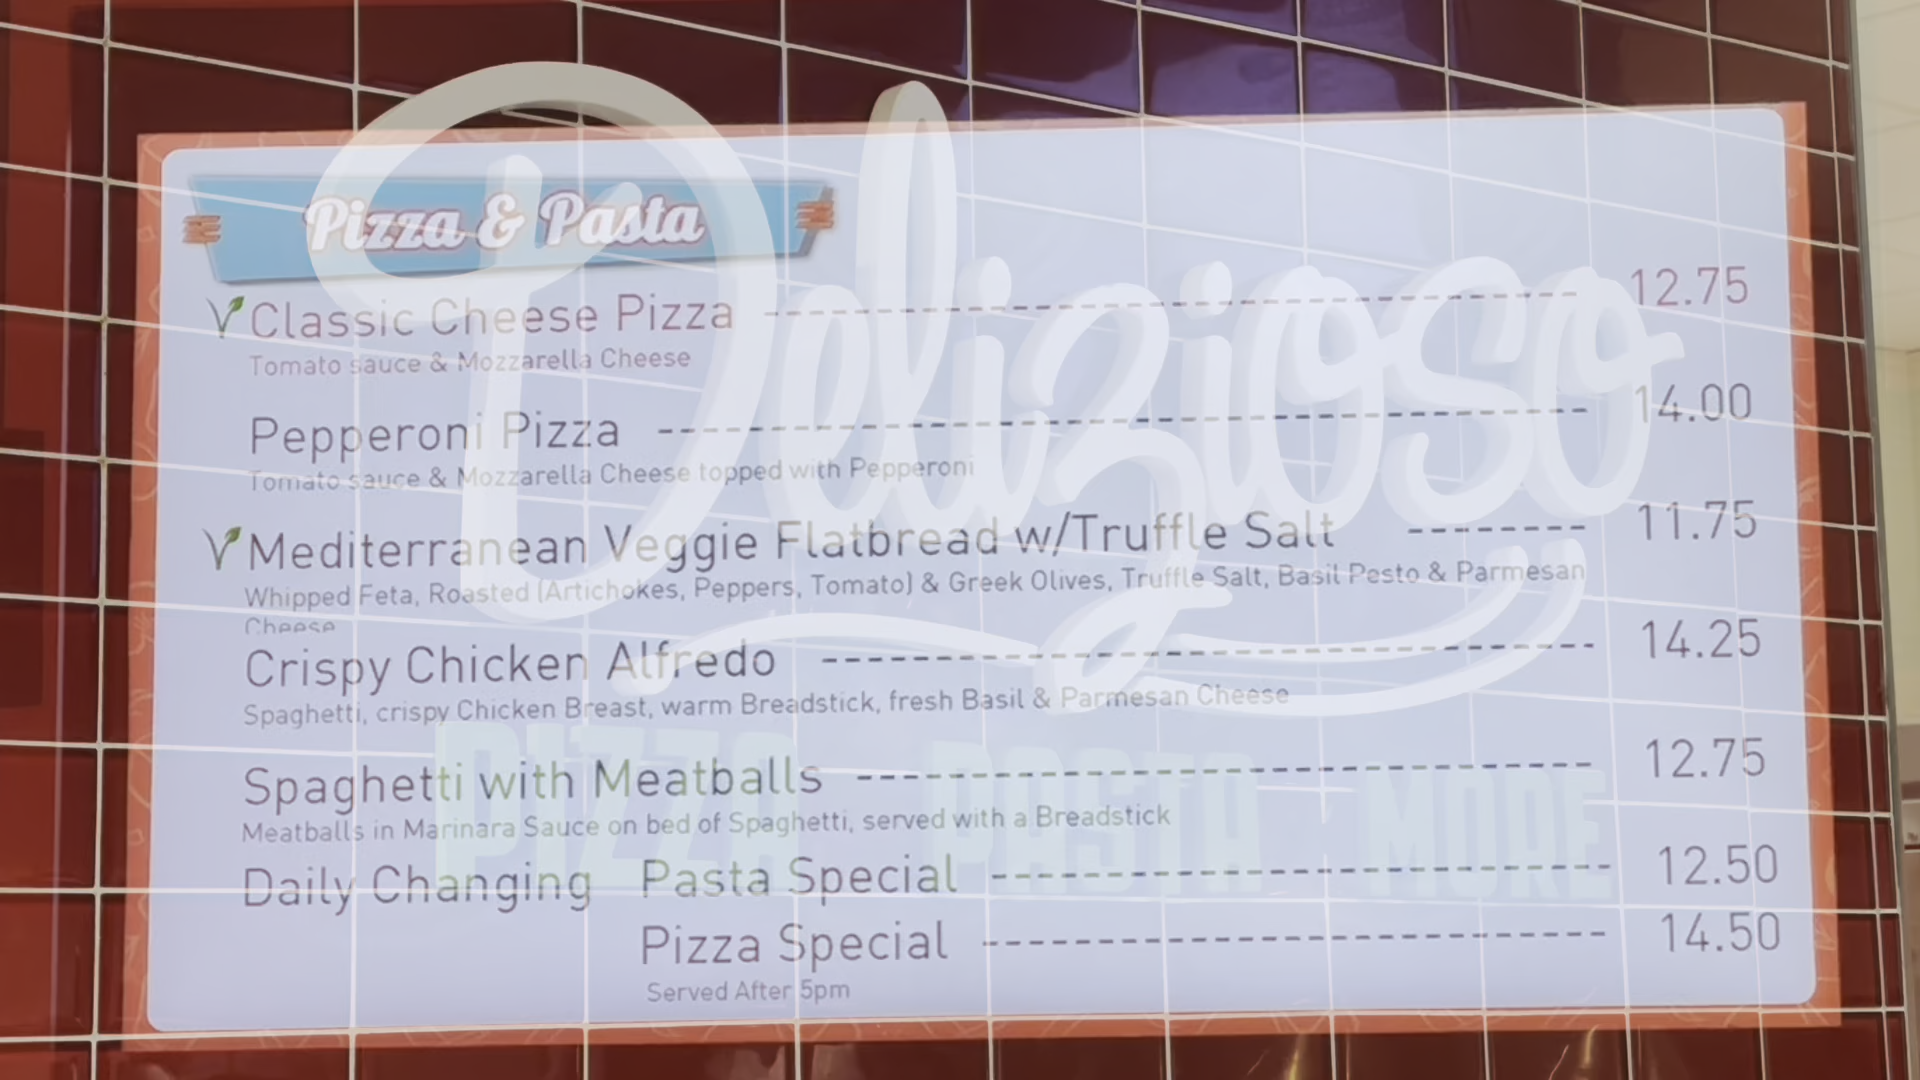 Delizioso
PIZZA PASTA MORE
Pizza & Pasta
V Classic Cheese Pizza 12.75
Tomato sauce & Mozzarella Cheese
Pepperoni Pizza 14.00
Tomato sauce & Mozzarella Cheese topped with Pepperoni
V Mediterranean Veggie Flatbread w/Truffle Salt 11.75
Whipped Feta, Roasted (Artichokes, Peppers, Tomato) & Greek Olives, Truffle Salt, Basil Pesto & Parmesan
Cheese
Crispy Chicken Alfredo 14.25
Spaghetti, crispy Chicken Breast, warm Breadstick, fresh Basil & Parmesan Cheese
Spaghetti with Meatballs 12.75
Meatballs in Marinara Sauce on bed of Spaghetti, served with a Breadstick
Daily Changing Pasta Special 12.50
Pizza Special 14.50
Served After 5pm